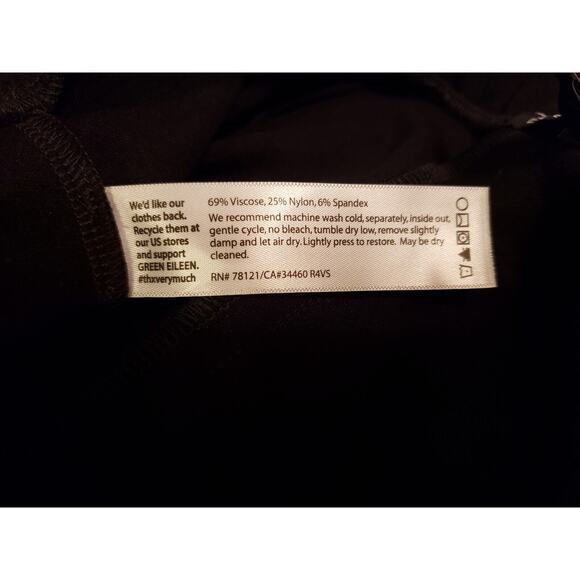 We'd like our
clothes back.
Recycle them at
our US stores
and support
GREEN EILEEN.
#thxverymuch
69% Viscose, 25% Nylon, 6% Spandex
We recommend machine wash cold, separately, inside out,
gentle cycle, no bleach, tumble dry low, remove slightly
damp and let air dry. Lightly press to restore. May be dry
cleaned.
RN# 78121/CA#34460 R4VS